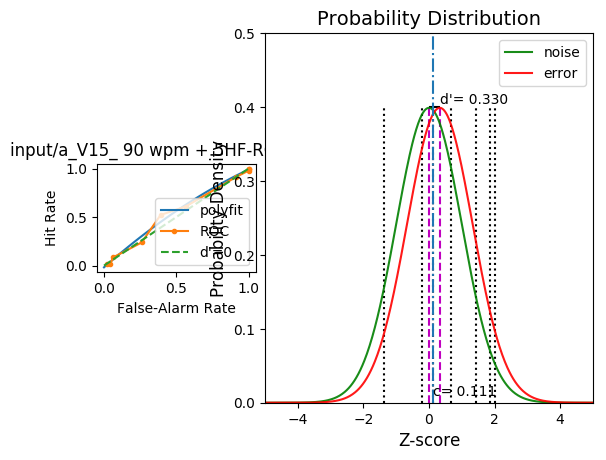 Probability Distribution
input/a_V15_ 90 wpm +
HF-R
Hit Rate
1.0
0.5
0.0
polyfit
ROC
0.0
0.5
1.0
False-Alarm Rate
Probability Density
0.5
0.4
0.3
0.2
0.1
0.0
noise
error
d'= 0.330
c= 0.111
−4
−2
0
2
4
Z-score